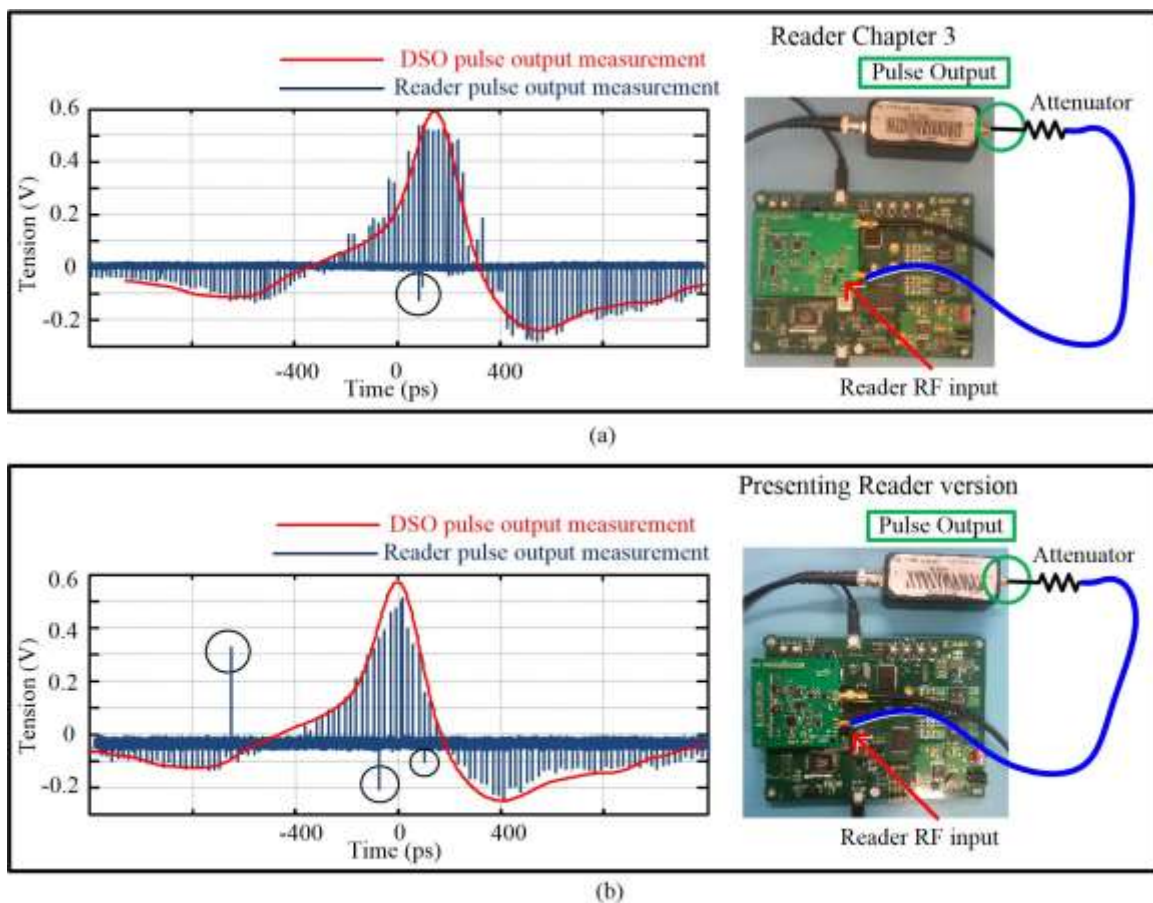 Reader Chapter 3
DSO pulse output measurement
Reader pulse output measurement
Pulse Output
Attenuator
0.6
0.4
0.2
0
-0.2
Tension (V)
-400
0
400
Time (ps)
Reader RF input
(a)
Presenting Reader version
DSO pulse output measurement
Reader pulse output measurement
Pulse Output
Attenuator
0.6
0.4
0.2
0
-0.2
Tension (V)
-400
0
400
Time (ps)
Reader RF input
(b)